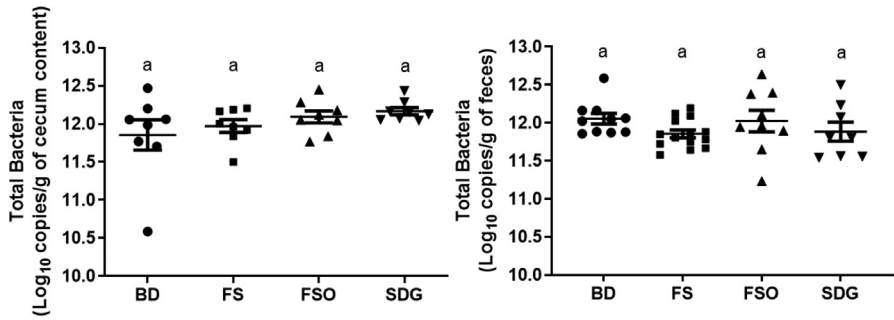 Total Bacteria
(Log₁₀ copies/g of cecum content)
13.0
12.5
12.0
11.5
11.0
10.5
10.0
a a a a
BD FS FSO SDG
Total Bacteria
(Log₁₀ copies/g of feces)
13.0
12.5
12.0
11.5
11.0
10.5
10.0
a a a a
BD FS FSO SDG